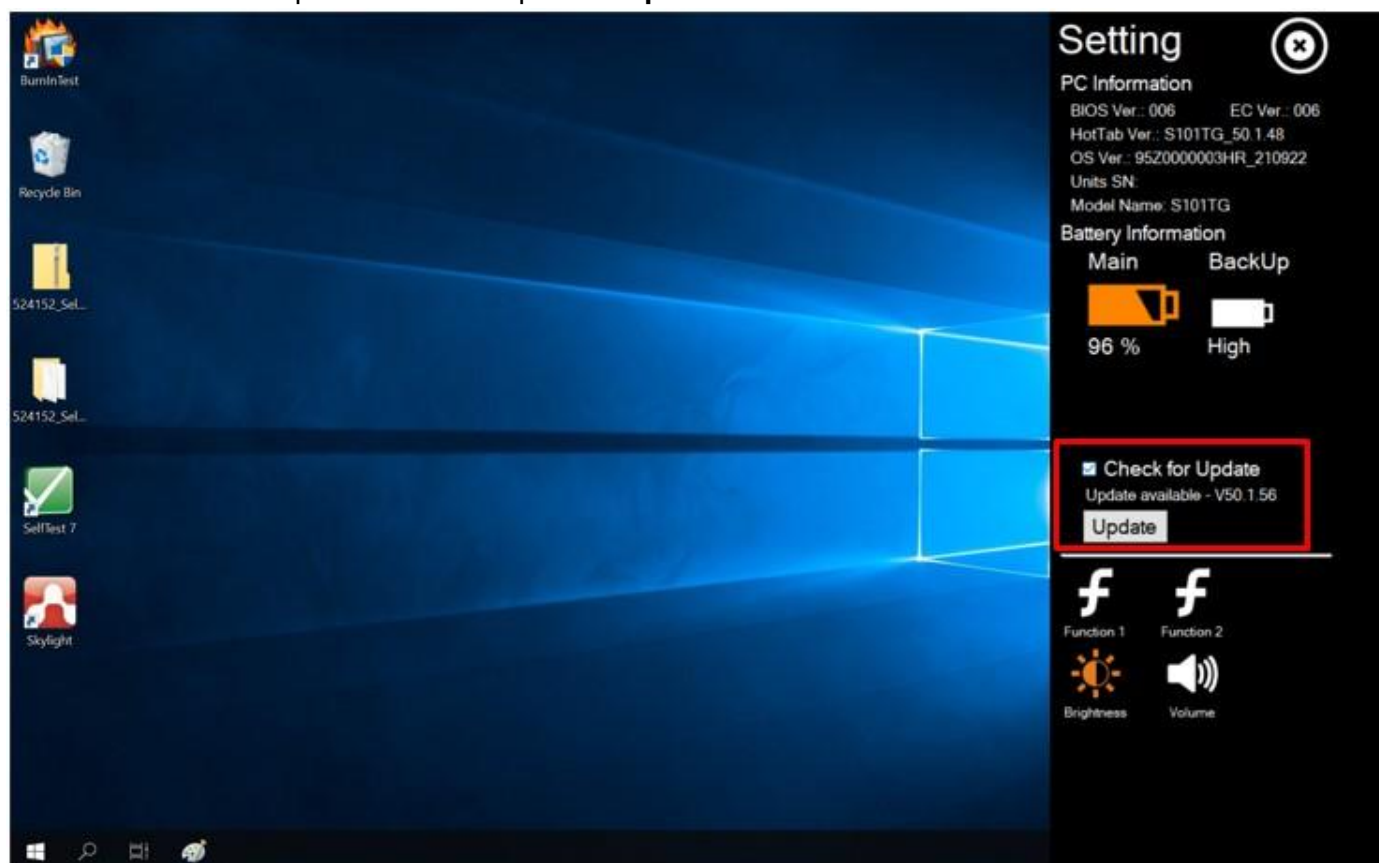 BurnInTest
Recycle Bin
524152_Sel...
524152_Sel...
SelfTest 7
Skylight
Setting
PC Information
BIOS Ver.: 006 EC Ver.: 006
HotTab Ver.: S101TG_50.1.48
OS Ver.: 95Z0000003HR_210922
Units SN:
Model Name: S101TG
Battery Information
Main BackUp
96 % High
Check for Update
Update available - V50.1.56
Update
Function 1 Function 2
Brightness Volume